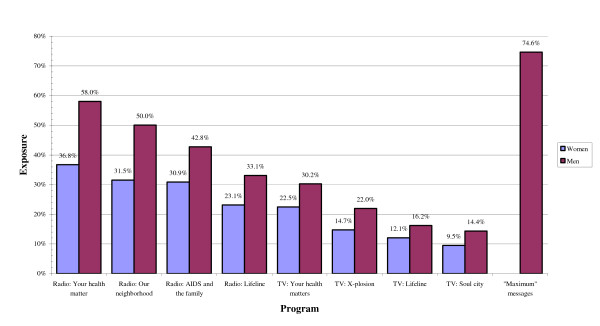 80%
70%
60%
50%
40%
30%
20%
10%
0%
Exposure
36.8%
58.0%
31.5%
50.0%
30.9%
42.8%
23.1%
33.1%
22.5%
30.2%
14.7%
22.0%
12.1%
16.2%
9.5%
14.4%
74.6%
Women
Men
Radio: Your health
matter
Radio: Our
neighborhood
Radio: AIDS and
the family
Radio: Lifeline
TV: Your health
matters
TV: X-plosion
TV: Lifeline
TV: Soul city
"Maximum"
messages
Program